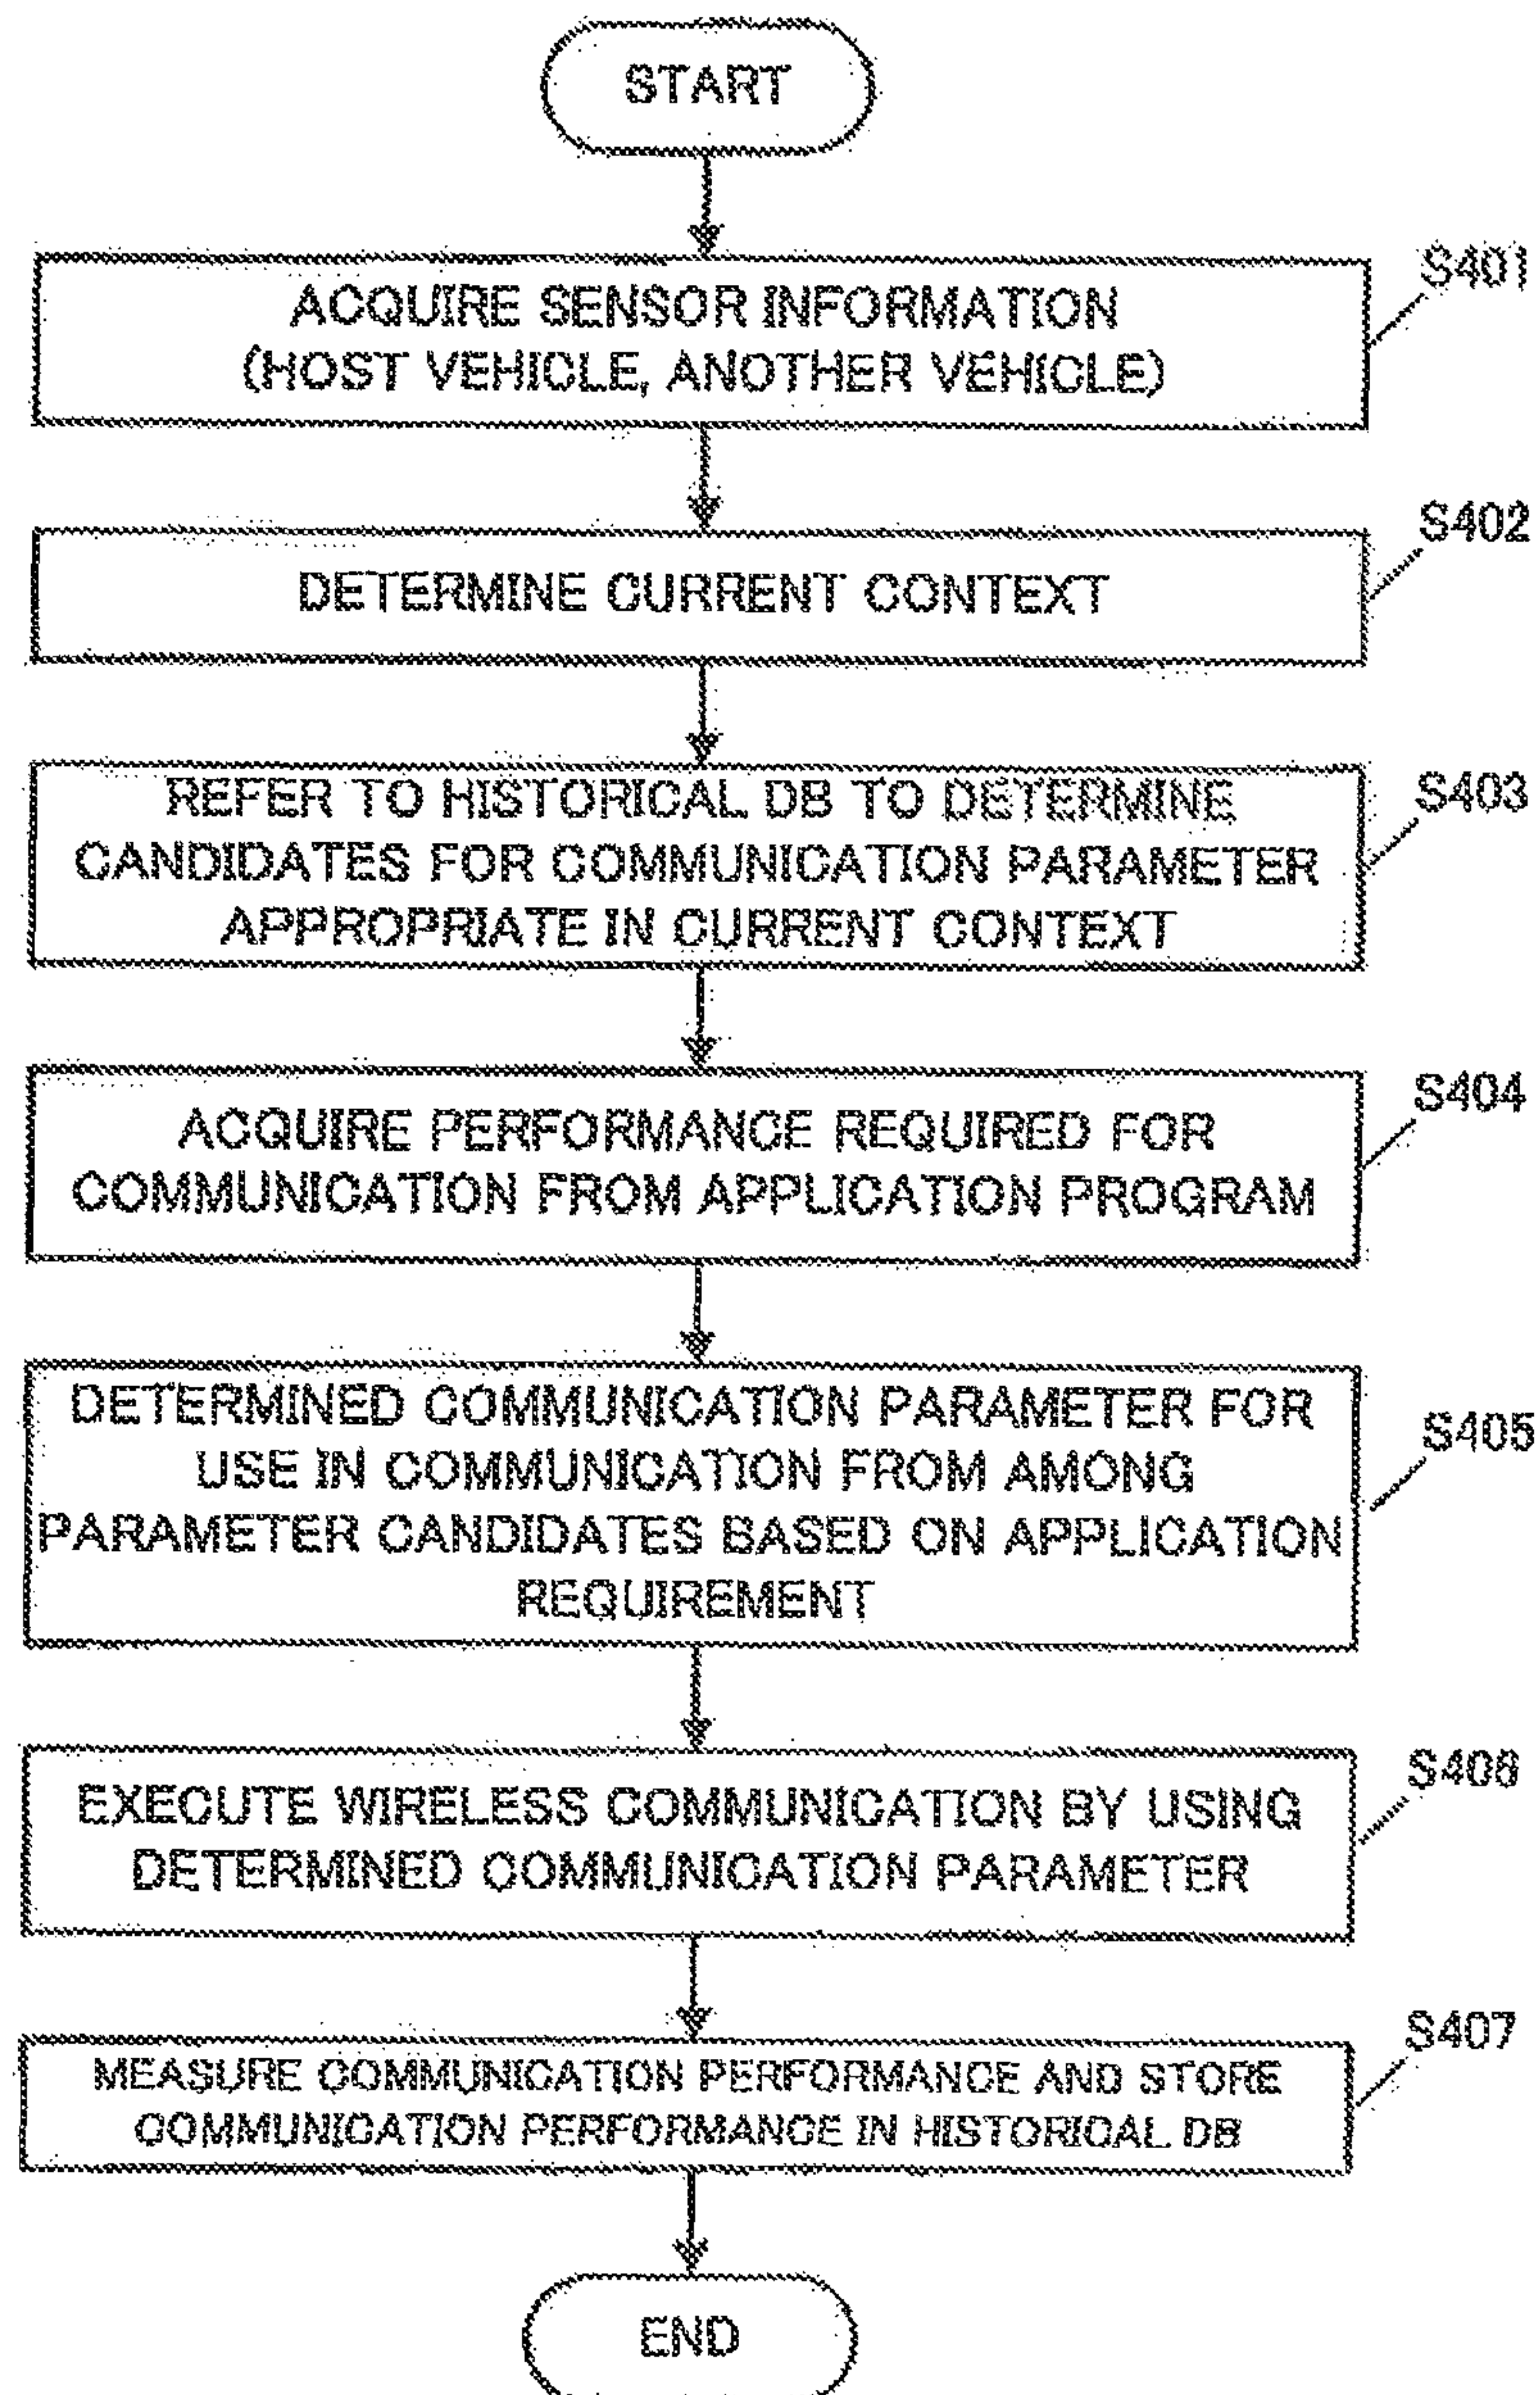 START
S401
ACQUIRE SENSOR INFORMATION
(HOST VEHICLE, ANOTHER VEHICLE)
S402
DETERMINE CURRENT CONTEXT
S403
REFER TO HISTORICAL DB TO DETERMINE
CANDIDATES FOR COMMUNICATION PARAMETER
APPROPRIATE IN CURRENT CONTEXT
S404
ACQUIRE PERFORMANCE REQUIRED FOR
COMMUNICATION FROM APPLICATION PROGRAM
S405
DETERMINED COMMUNICATION PARAMETER FOR
USE IN COMMUNICATION FROM AMONG
PARAMETER CANDIDATES BASED ON APPLICATION
REQUIREMENT
S406
EXECUTE WIRELESS COMMUNICATION BY USING
DETERMINED COMMUNICATION PARAMETER
S407
MEASURE COMMUNICATION PERFORMANCE AND STORE
COMMUNICATION PERFORMANCE IN HISTORICAL DB
END